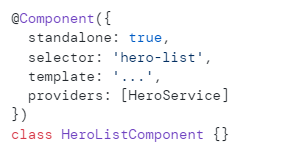 @Component({
  standalone: true,
  selector: 'hero-list',
  template: '...',
  providers: [HeroService]
})
class HeroListComponent {}